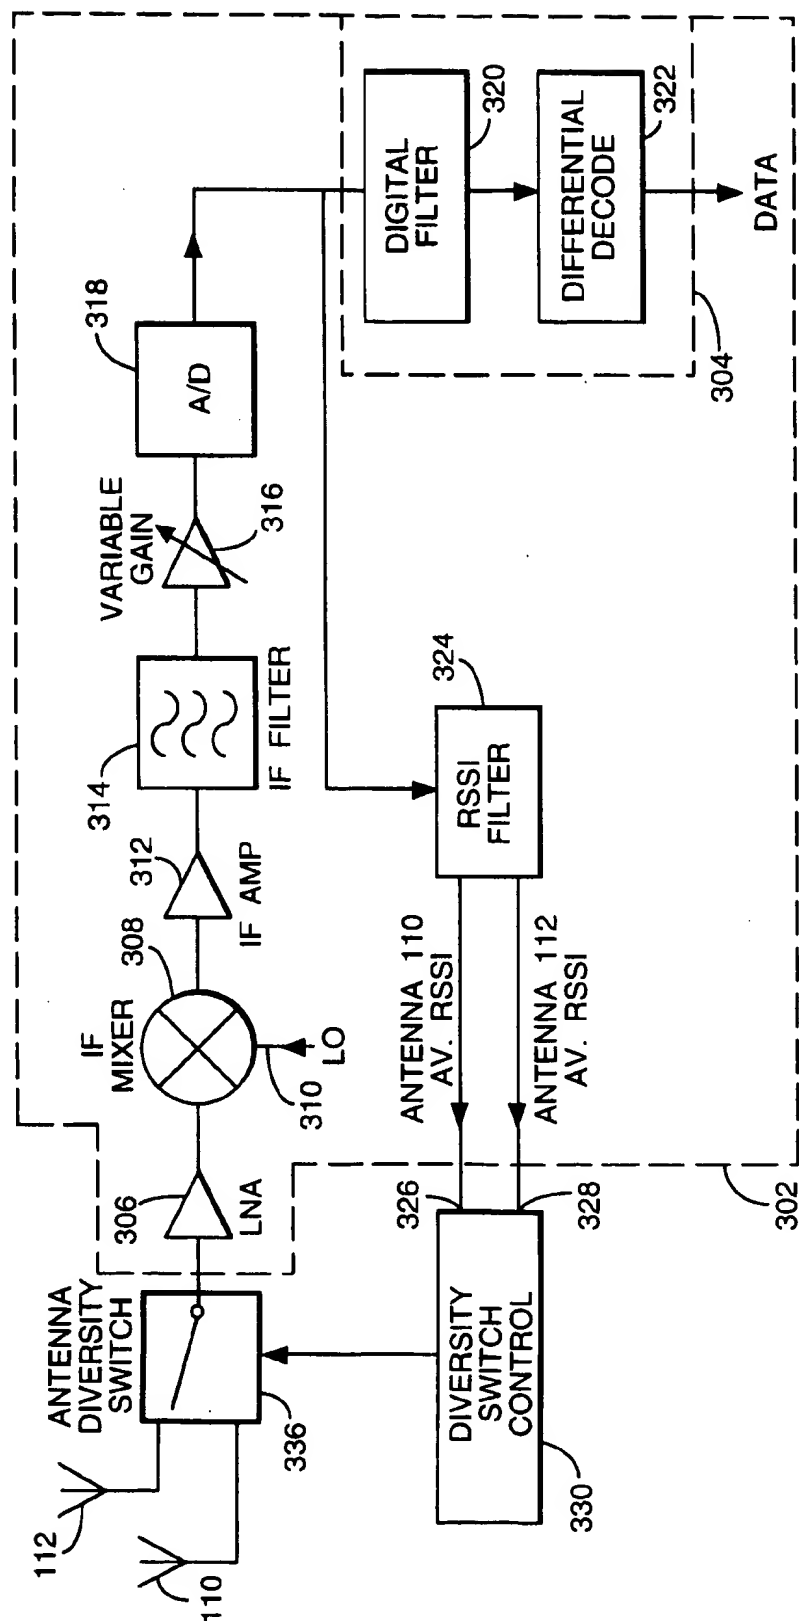 112
110
ANTENNA
DIVERSITY
SWITCH
336
306
LNA
IF
MIXER
308
310
LO
312
IF AMP
314
IF FILTER
VARIABLE
GAIN
316
318
A/D
DIGITAL
FILTER
320
DIFFERENTIAL
DECODE
322
304
DATA
324
RSSI
FILTER
ANTENNA 110
AV. RSSI
ANTENNA 112
AV. RSSI
326
328
302
DIVERSITY
SWITCH
CONTROL
330